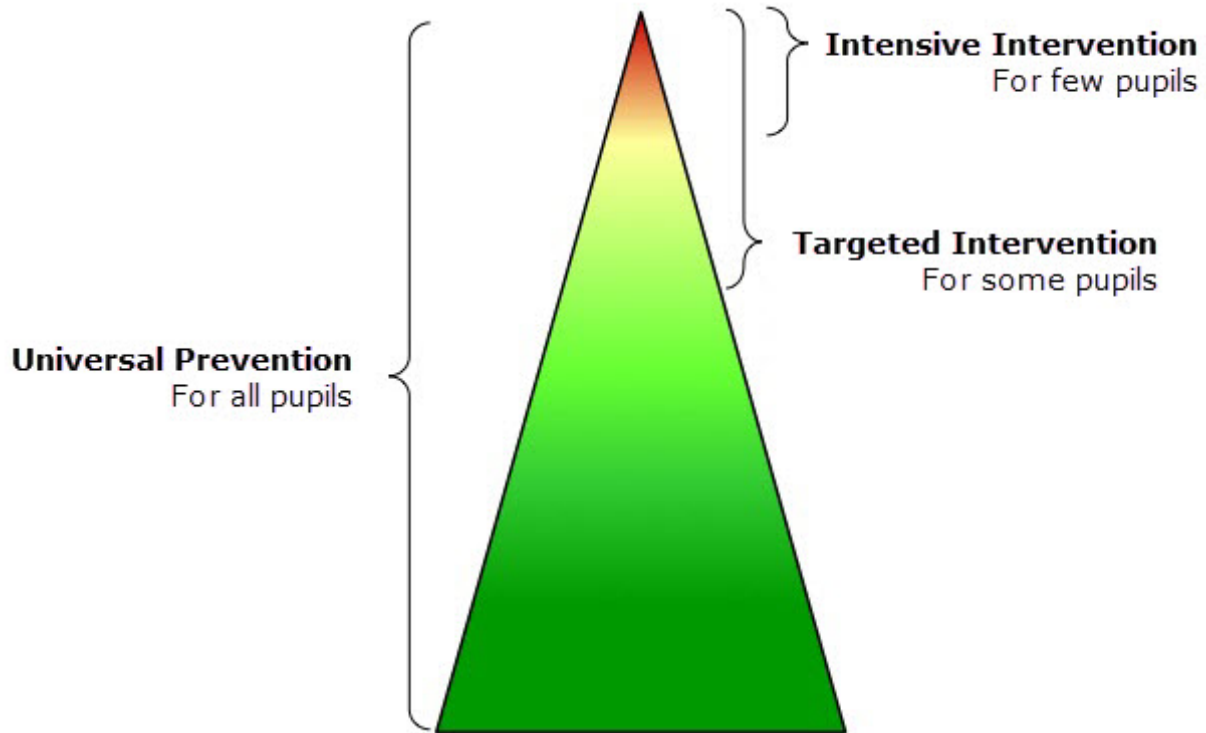 Intensive Intervention
For few pupils
Targeted Intervention
For some pupils
Universal Prevention
For all pupils